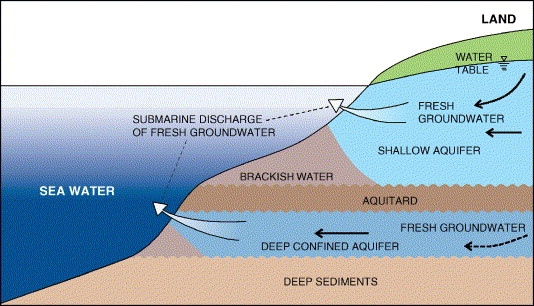 LAND
WATER
TABLE
FRESH
GROUNDWATER
SUBMARINE DISCHARGE
OF FRESH GROUNDWATER
SHALLOW AQUIFER
BRACKISH WATER
SEA WATER
AQUITARD
FRESH GROUNDWATER
DEEP CONFINED AQUIFER
DEEP SEDIMENTS